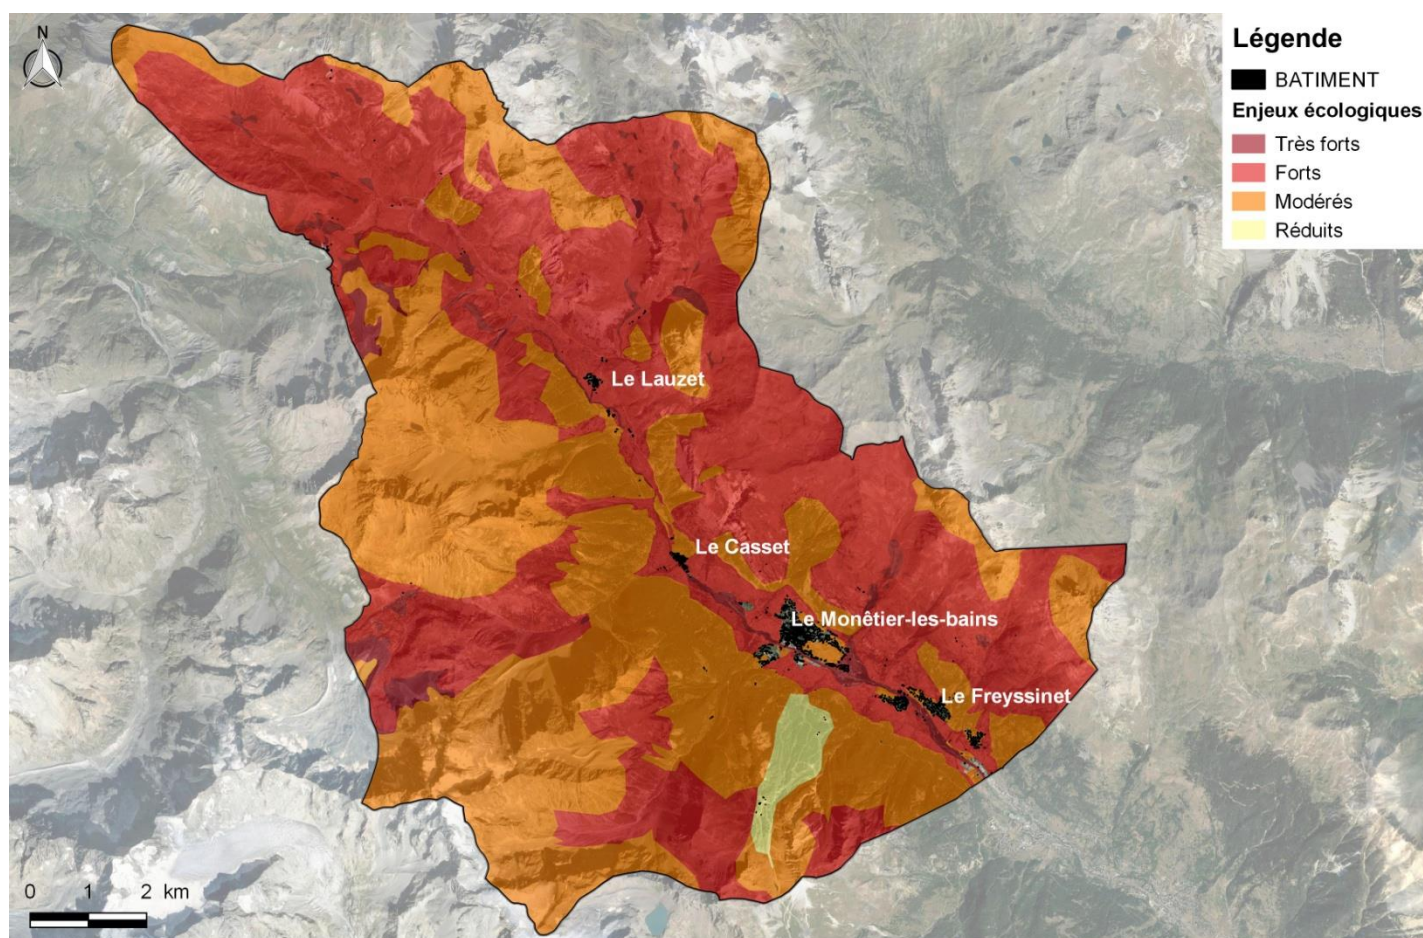 N
Légende
BATIMENT
Enjeux écologiques
Très forts
Forts
Modérés
Réduits
Le Lauzet
Le Casset
Le Monêtier-les-bains
Le Freyssinet
0 1 2 km